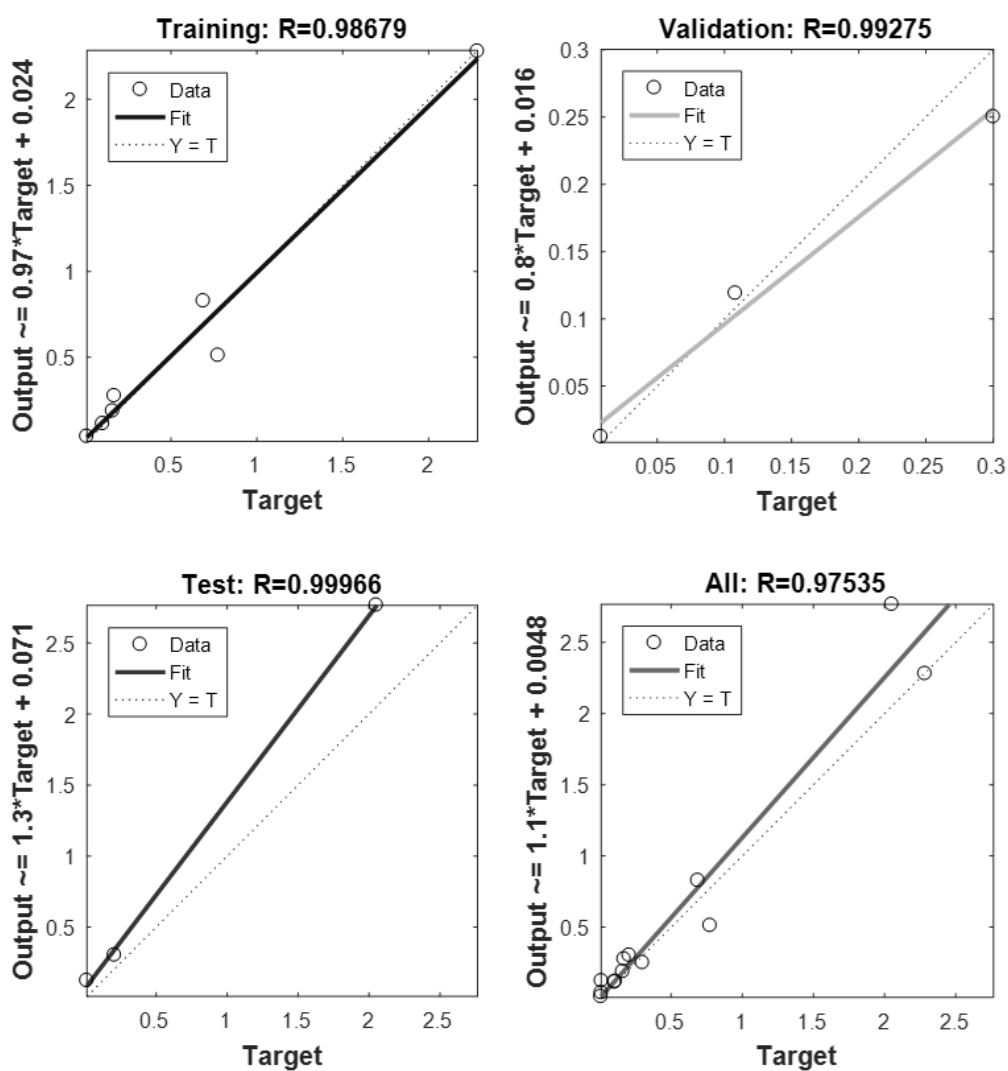 Training: R=0.98679
Output ~= 0.97*Target + 0.024
Data
Fit
Y = T
2
1.5
1
0.5
0.5
1
1.5
2
Target
Validation: R=0.99275
Output ~= 0.8*Target + 0.016
Data
Fit
Y = T
0.3
0.25
0.2
0.15
0.1
0.05
0.05
0.1
0.15
0.2
0.25
0.3
Target
Test: R=0.99966
Output ~= 1.3*Target + 0.071
Data
Fit
Y = T
2.5
2
1.5
1
0.5
0.5
1
1.5
2
2.5
Target
All: R=0.97535
Output ~= 1.1*Target + 0.0048
Data
Fit
Y = T
2.5
2
1.5
1
0.5
0.5
1
1.5
2
2.5
Target